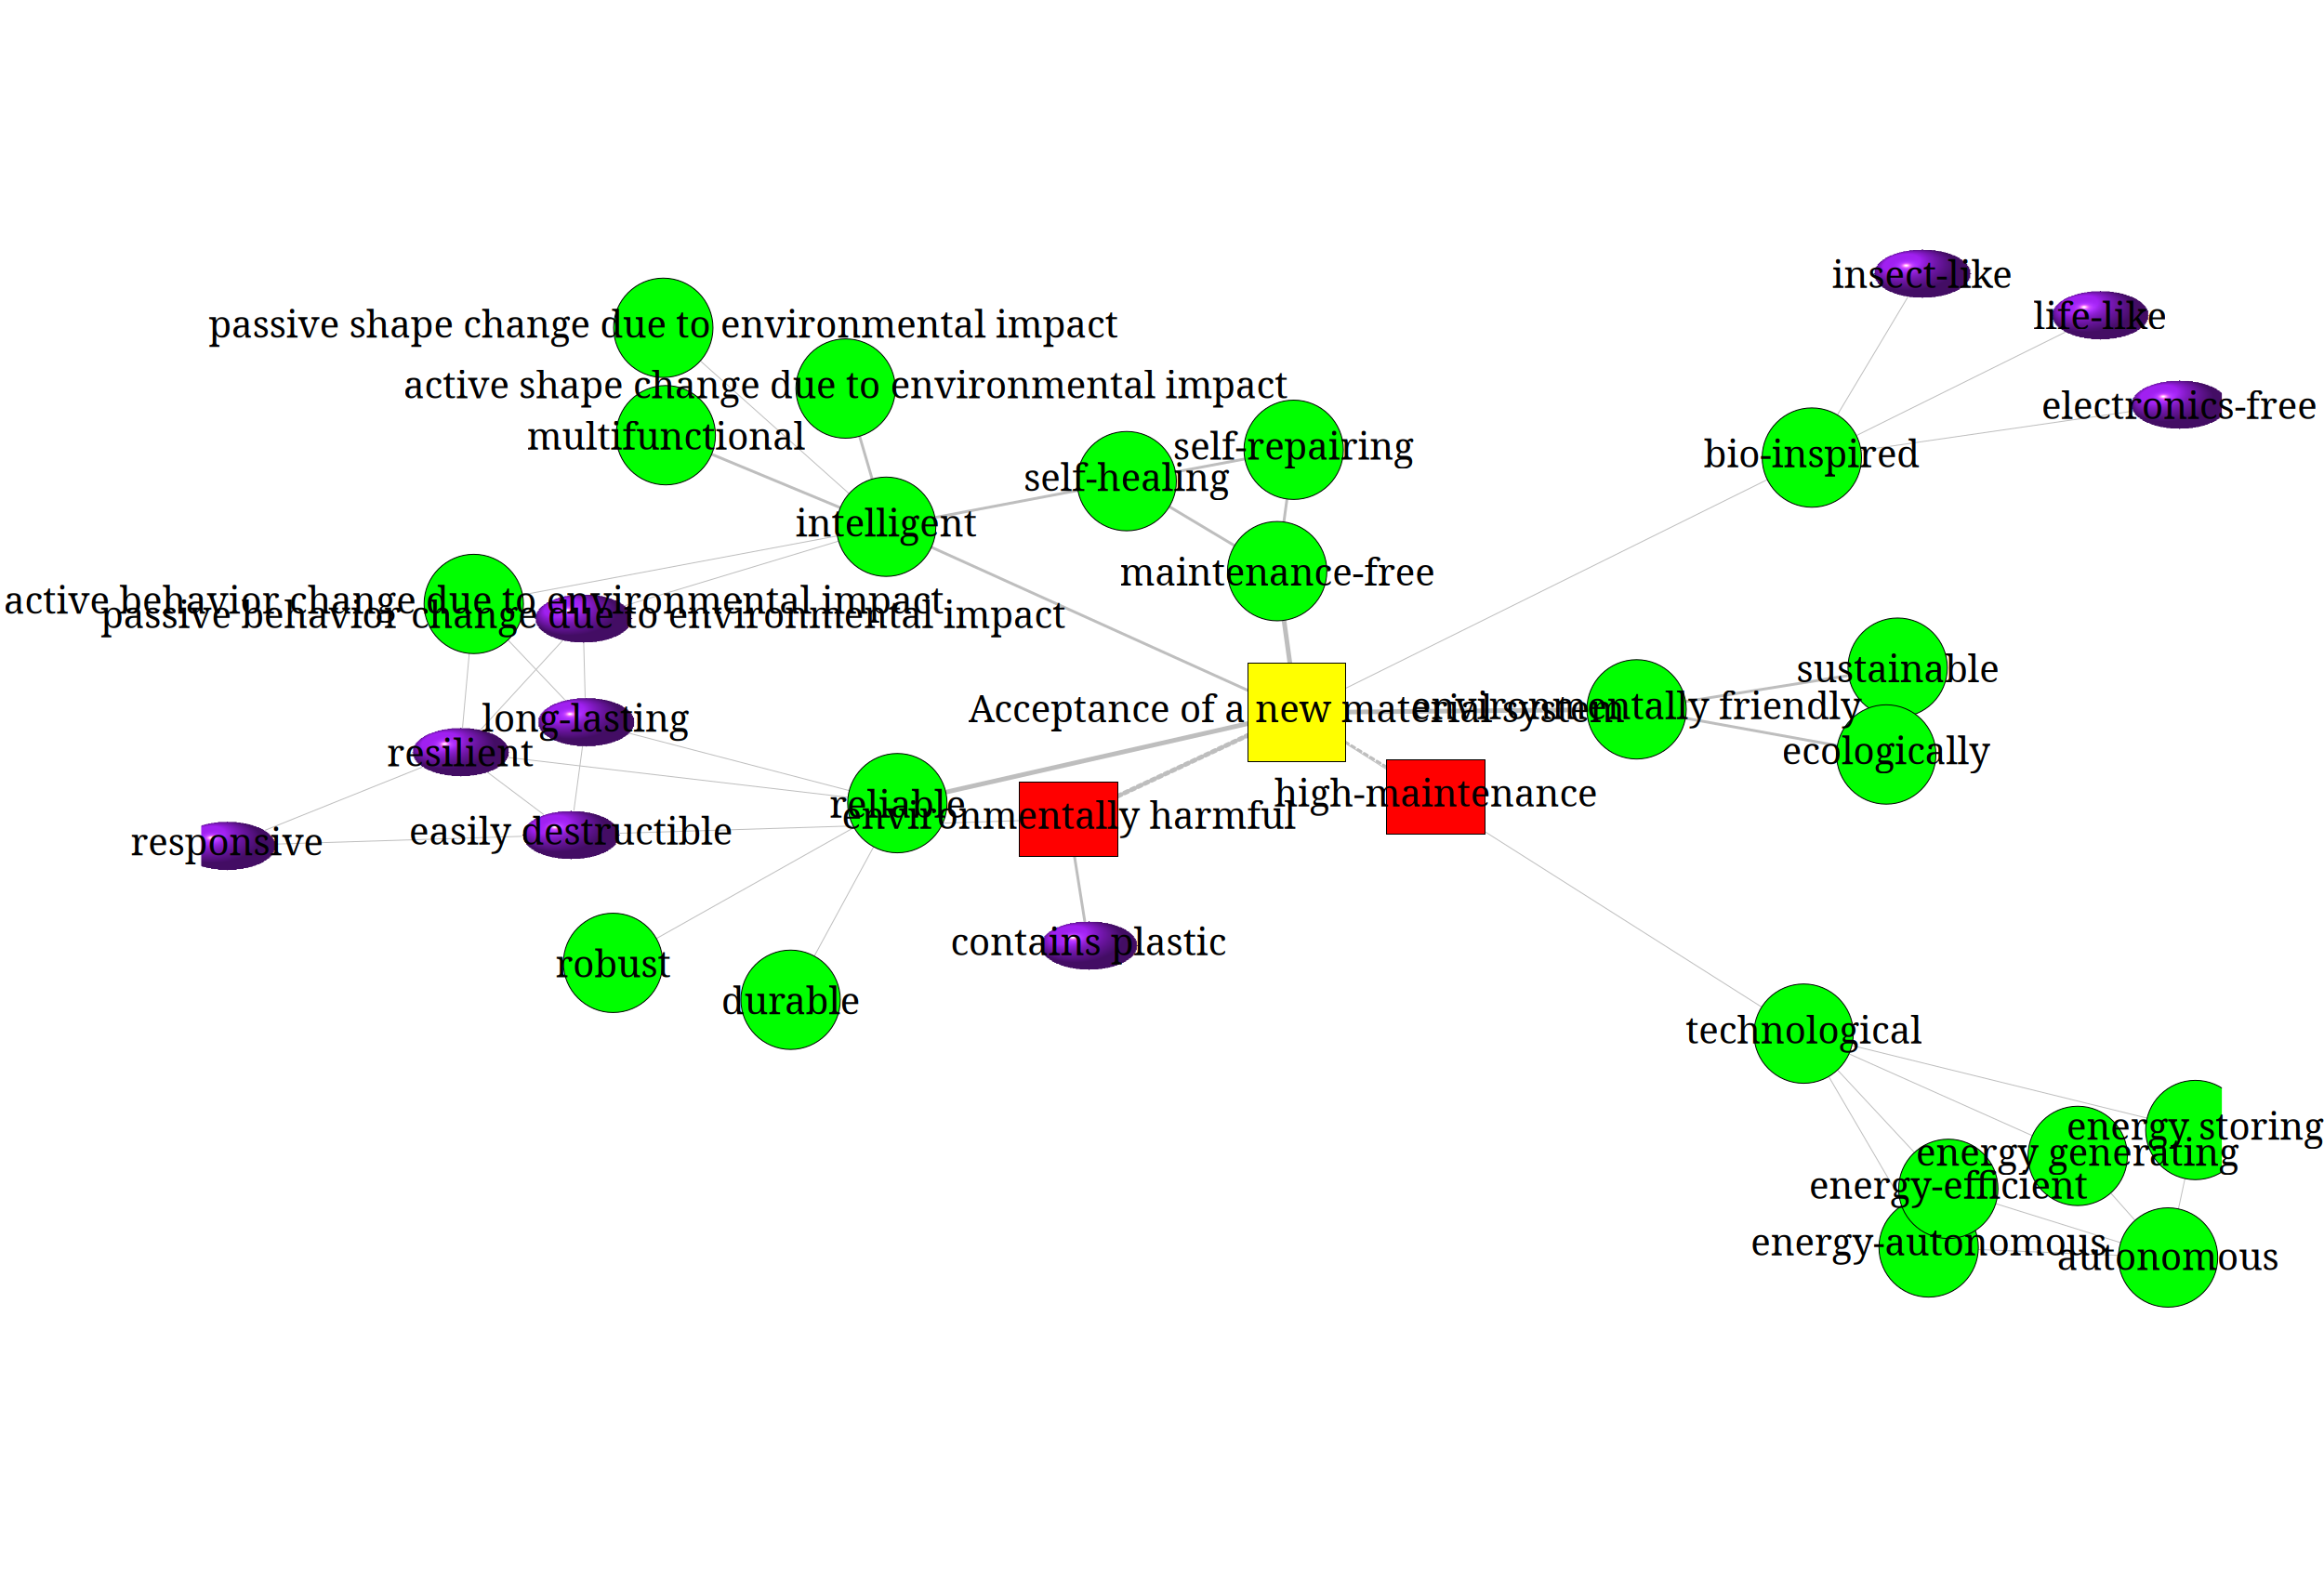 insect-like
life-like
passive shape change due to environmental impact
active shape change due to environmental impact
electronics-free
multifunctional
self-repairing
bio-inspired
self-healing
intelligent
maintenance-free
active behavior change due to environmental impact
passive behavior change due to environmental impact
sustainable
Acceptance of a new material system
environmentally friendly
long-lasting
resilient
ecologically
high-maintenance
reliable
environmentally harmful
easily destructible
responsive
contains plastic
robust
durable
technological
energy storing
energy generating
energy-efficient
energy-autonomous
autonomous